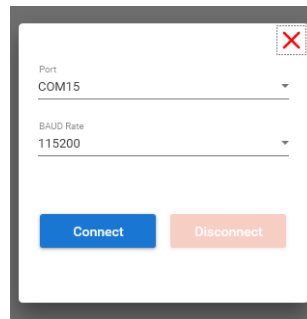 Port
COM15
BAUD Rate
115200
Connect
Disconnect